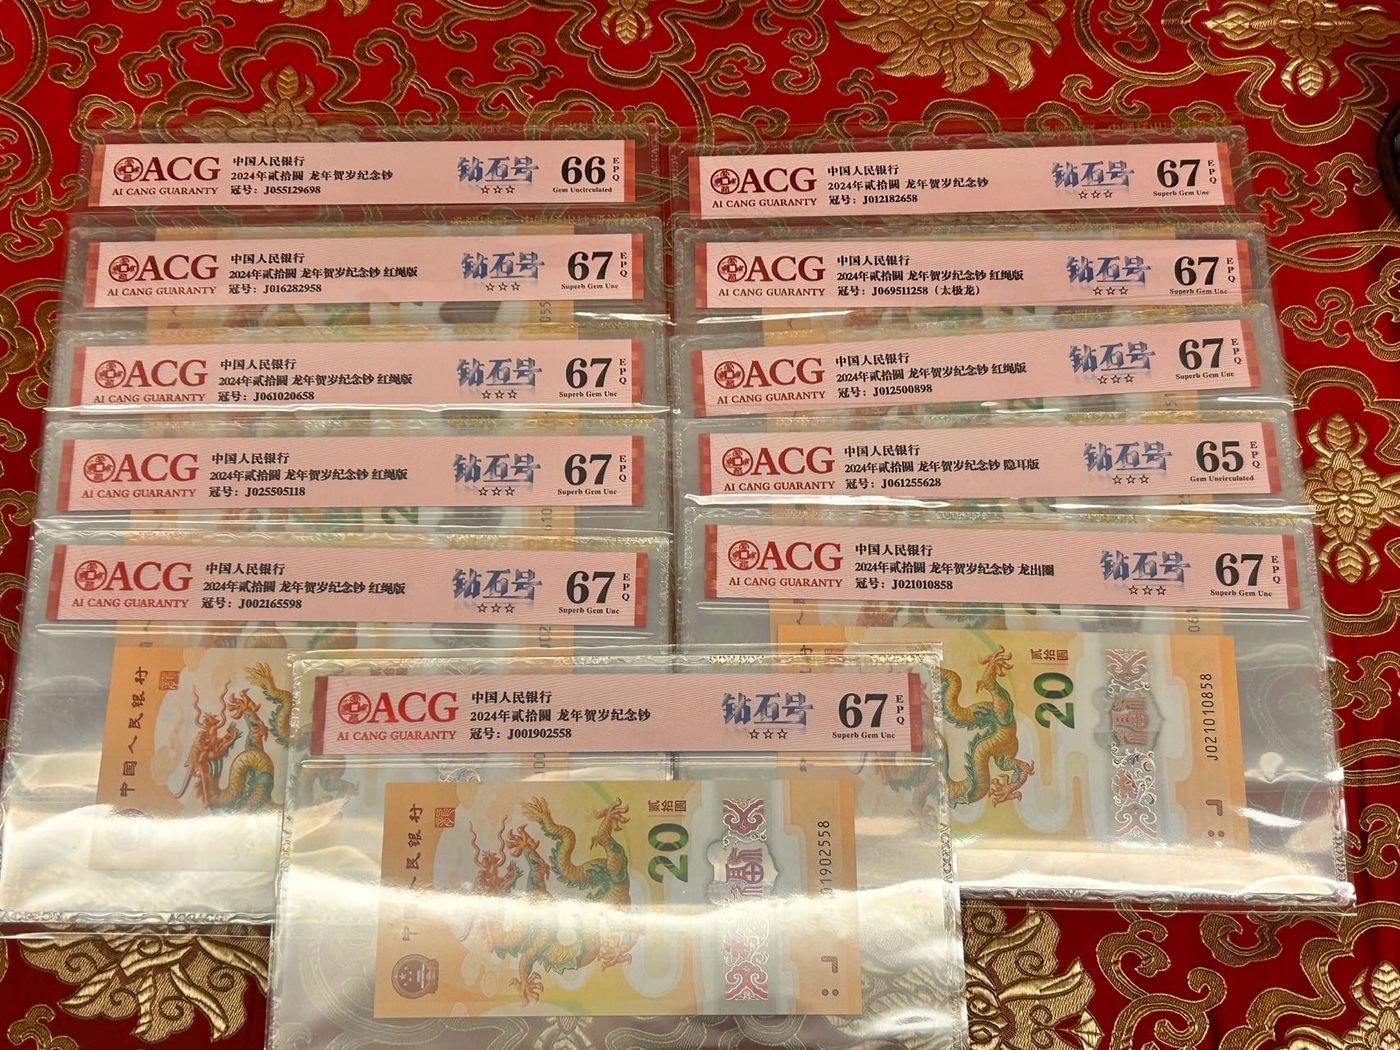 ACG
AI CANG GUARANTY
中国人民银行
2024年贰拾圆 龙年贺岁纪念钞
冠号：J055129698
钻石号
☆☆☆
66 EPQ
Gem Uncirculated
ACG
AI CANG GUARANTY
中国人民银行
2024年贰拾圆 龙年贺岁纪念钞
冠号：J012182658
钻石号
☆☆☆
67 EPQ
Superb Gem Unc
ACG
AI CANG GUARANTY
中国人民银行
2024年贰拾圆 龙年贺岁纪念钞 红绳版
冠号：J016282958
钻石号
☆☆☆
67 EPQ
Superb Gem Unc
ACG
AI CANG GUARANTY
中国人民银行
2024年贰拾圆 龙年贺岁纪念钞 红绳版
冠号：J069511258（太极龙）
钻石号
☆☆☆
67 EPQ
Superb Gem Unc
ACG
AI CANG GUARANTY
中国人民银行
2024年贰拾圆 龙年贺岁纪念钞 红绳版
冠号：J061020658
钻石号
☆☆☆
67 EPQ
Superb Gem Unc
ACG
AI CANG GUARANTY
中国人民银行
2024年贰拾圆 龙年贺岁纪念钞 红绳版
冠号：J012500898
钻石号
☆☆☆
67 EPQ
Superb Gem Unc
ACG
AI CANG GUARANTY
中国人民银行
2024年贰拾圆 龙年贺岁纪念钞 红绳版
冠号：J025505118
钻石号
☆☆☆
67 EPQ
Superb Gem Unc
ACG
AI CANG GUARANTY
中国人民银行
2024年贰拾圆 龙年贺岁纪念钞 隐耳版
冠号：J061255628
钻石号
☆☆☆
65 EPQ
Gem Uncirculated
ACG
AI CANG GUARANTY
中国人民银行
2024年贰拾圆 龙年贺岁纪念钞 红绳版
冠号：J002165598
钻石号
☆☆☆
67 EPQ
Superb Gem Unc
中国人民银行
ACG
AI CANG GUARANTY
中国人民银行
2024年贰拾圆 龙年贺岁纪念钞 龙出圈
冠号：J021010858
钻石号
☆☆☆
67 EPQ
Superb Gem Unc
贰拾圆
20
J021010858
ACG
AI CANG GUARANTY
中国人民银行
2024年贰拾圆 龙年贺岁纪念钞
冠号：J001902558
钻石号
☆☆☆
67 EPQ
Superb Gem Unc
贰拾圆
20
福
01902558